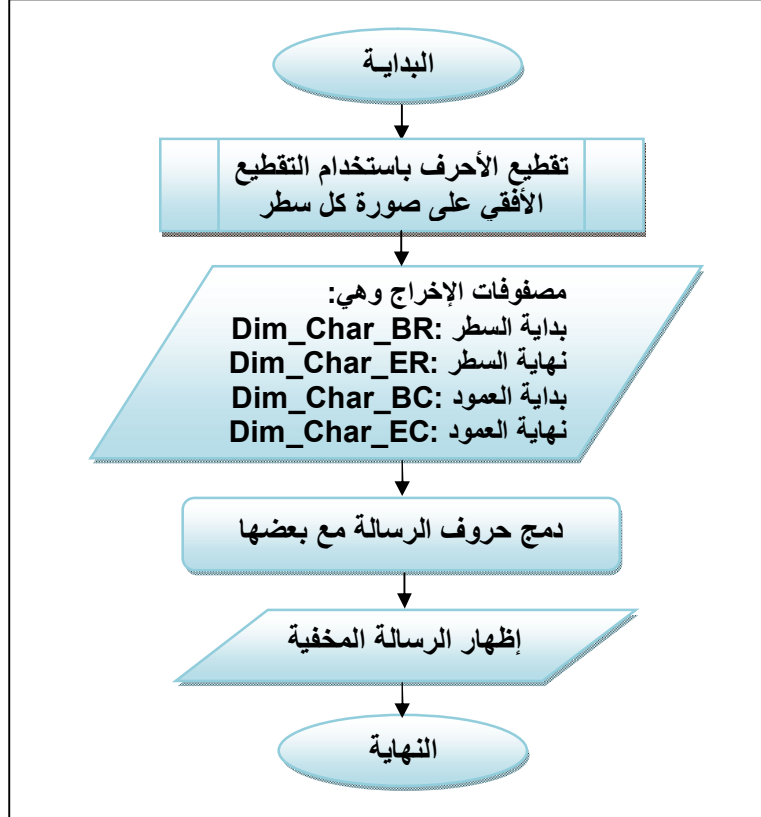 البدايـة
تقطيع الأحرف باستخدام التقطيع
الأفقي على صورة كل سطر
مصفوفات الإخراج وهي:
بداية السطر :Dim_Char_BR
نهاية السطر :Dim_Char_ER
بداية العمود :Dim_Char_BC
نهاية العمود :Dim_Char_EC
دمج حروف الرسالة مع بعضها
إظهار الرسالة المخفية
النهاية